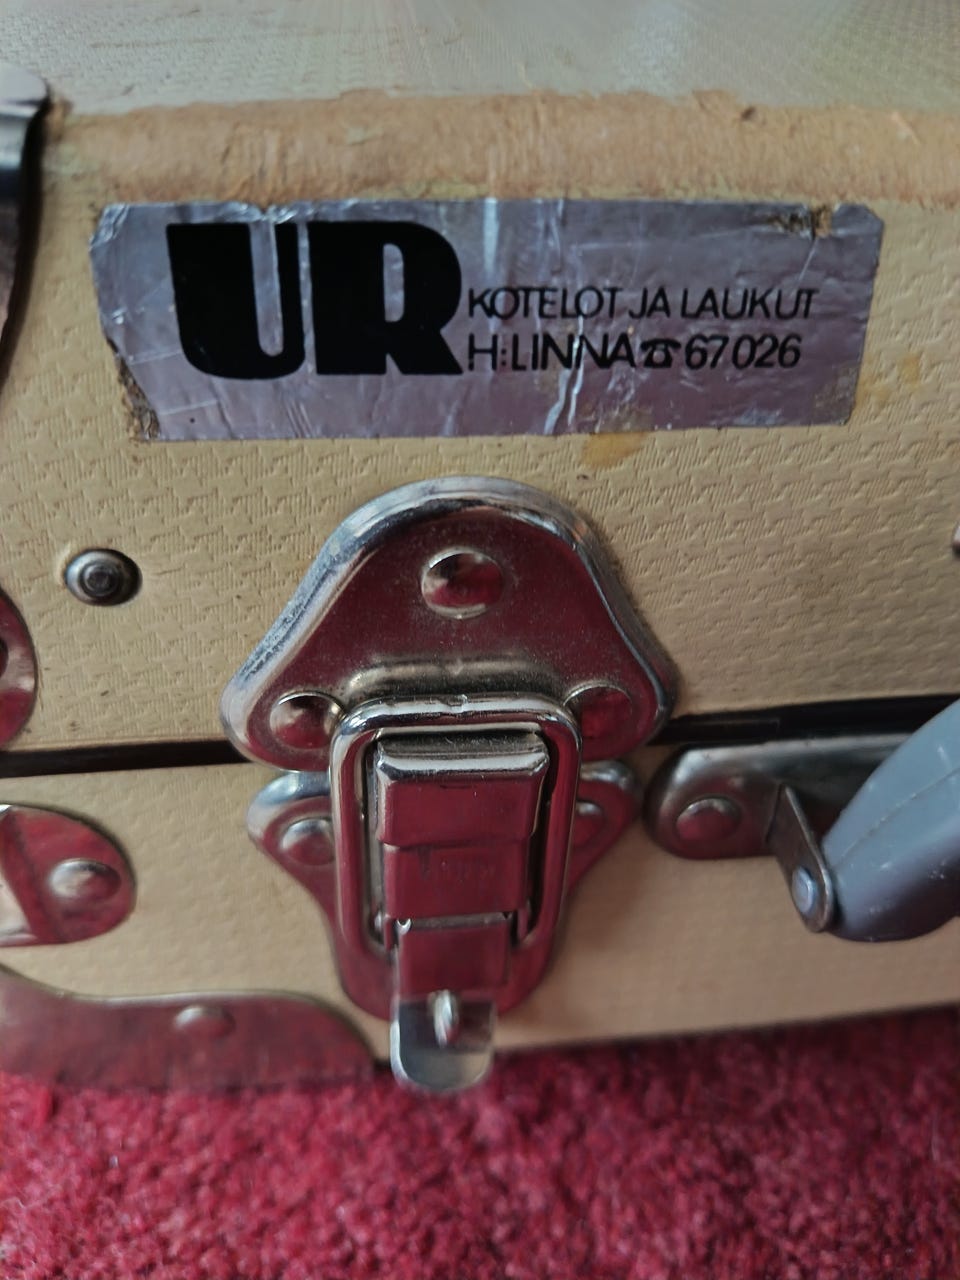 UR
KOTELOT JA LAUKUT
H:LINNA ☎ 67 026